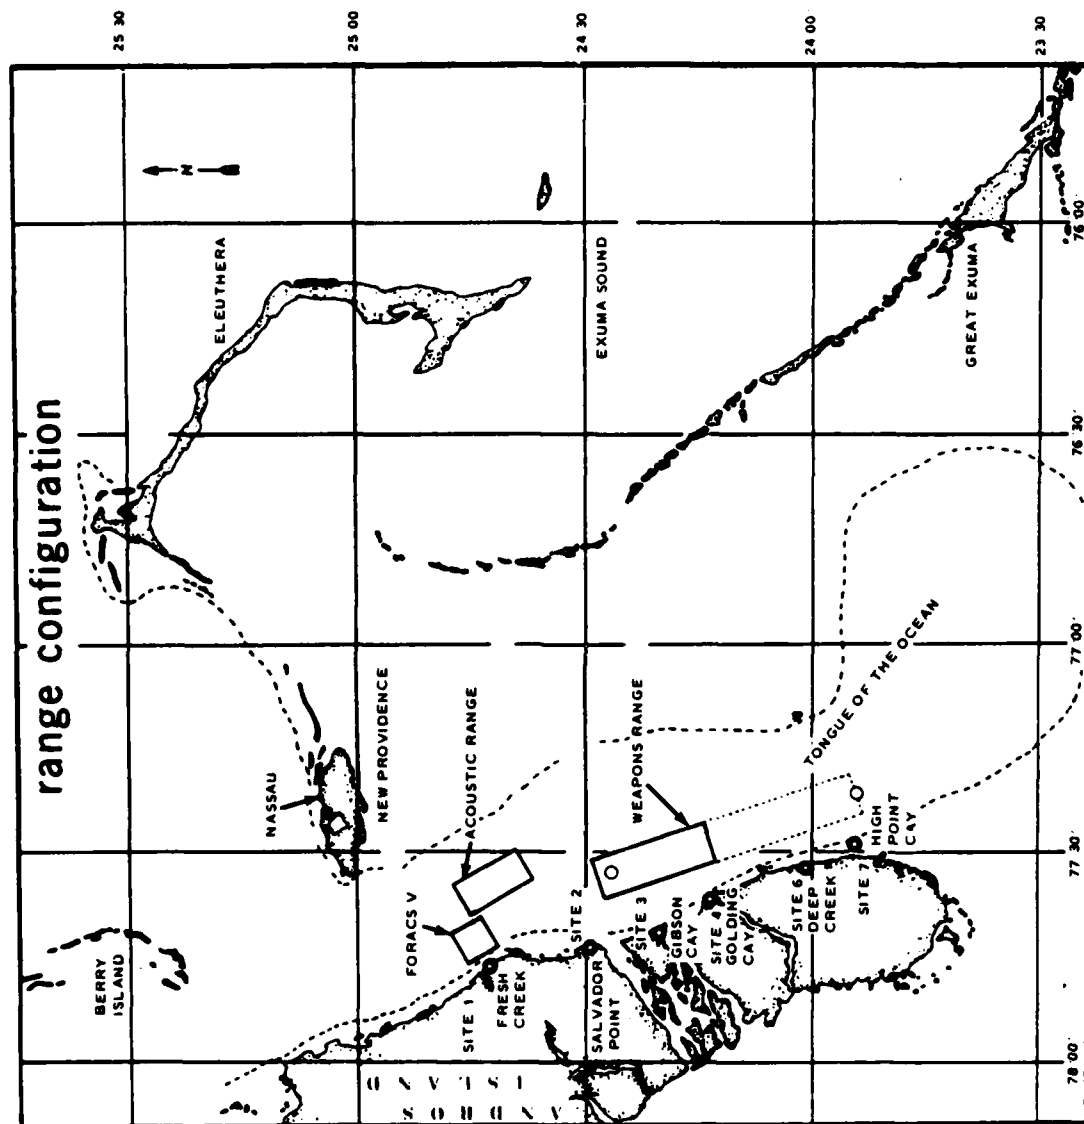 range configuration
25 30
25 00
24 30
24 00
23 30
N
ELEUTHERA
EXUMA SOUND
GREAT EXUMA
NASSAU
NEW PROVIDENCE
ACOUSTIC RANGE
WEAPONS RANGE
TONGUE OF THE OCEAN
BERRY
ISLAND
FORACS V
SITE 1
FRESH
CREEK
SITE 2
SALVADOR
POINT
SITE 3
GIBSON
CAY
SITE 4
GOLDING
CAY
SITE 6
DEEP
CREEK
SITE 7
HIGH
POINT
CAY
ANDROS
ISLAND
78 00'
77 30'
77 00'
76 30'
76 00'